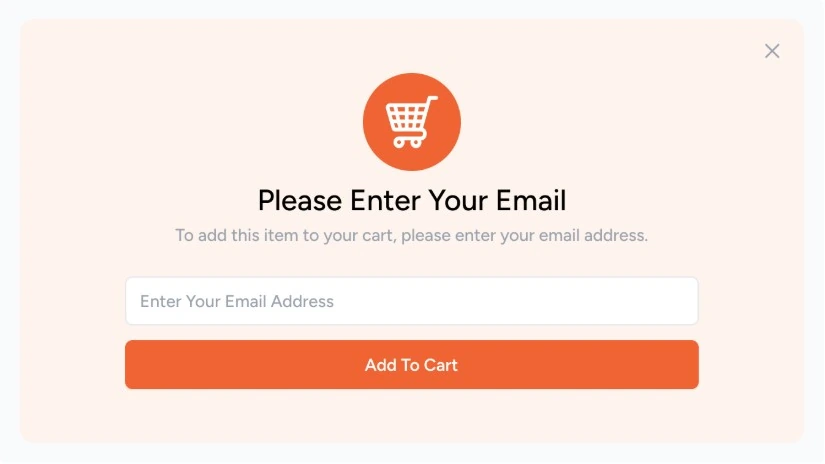 Please Enter Your Email
To add this item to your cart, please enter your email address.
Enter Your Email Address
Add To Cart